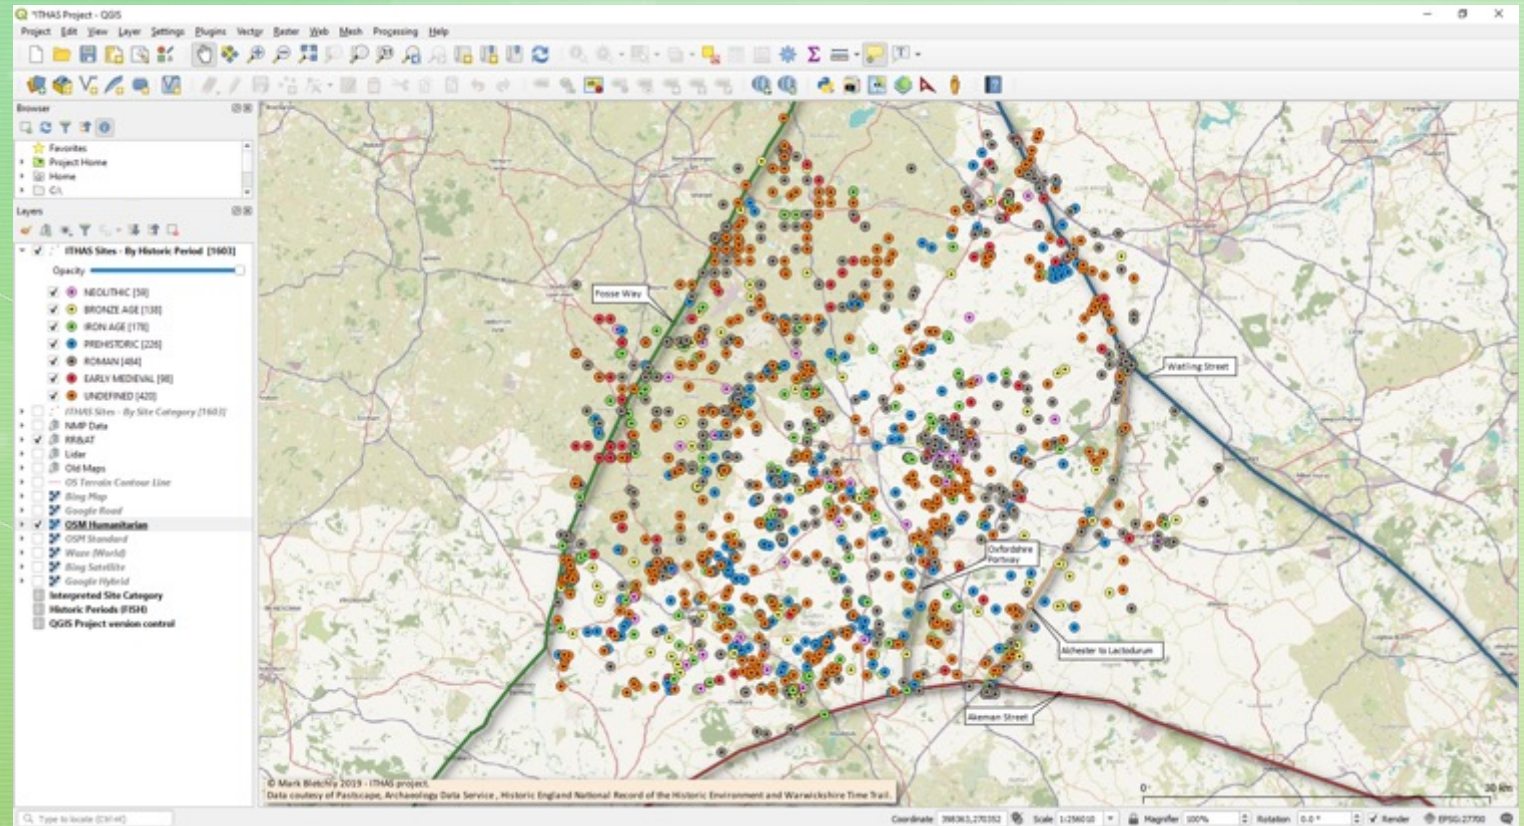 *ITHAS Project - QGIS
Project Edit View Layer Settings Plugins Vector Raster Web Mesh Processing Help
Browser
Favorites
Project Home
Home
C:\
Layers
ITHAS Sites - By Historic Period [1603]
Opacity
NEOLITHIC [59]
BRONZE AGE [138]
IRON AGE [178]
PREHISTORIC [226]
ROMAN [484]
EARLY MEDIEVAL [98]
UNDEFINED [420]
ITHAS Sites - By Site Category [1603]
NMP Data
RR&AT
Lidar
Old Maps
OS Terrain Contour Line
Bing Map
Google Road
OSM Humanitarian
OSM Standard
Waze (World)
Bing Satellite
Google Hybrid
Interpreted Site Category
Historic Periods (FISH)
QGIS Project version control
Fosse Way
Watling Street
Oxfordshire
Portway
Alchester to Lactodurum
Akeman Street
© Mark Bletchly 2019 - ITHAS project.
Data coutesy of Pastscape, Archaeology Data Service , Historic England National Record of the Historic Environment and Warwickshire Time Trail.
0
30 km
Type to locate (Ctrl+K)
Coordinate 398363,270352 Scale 1:256010 Magnifier 100% Rotation 0.0 ° Render EPSG:27700